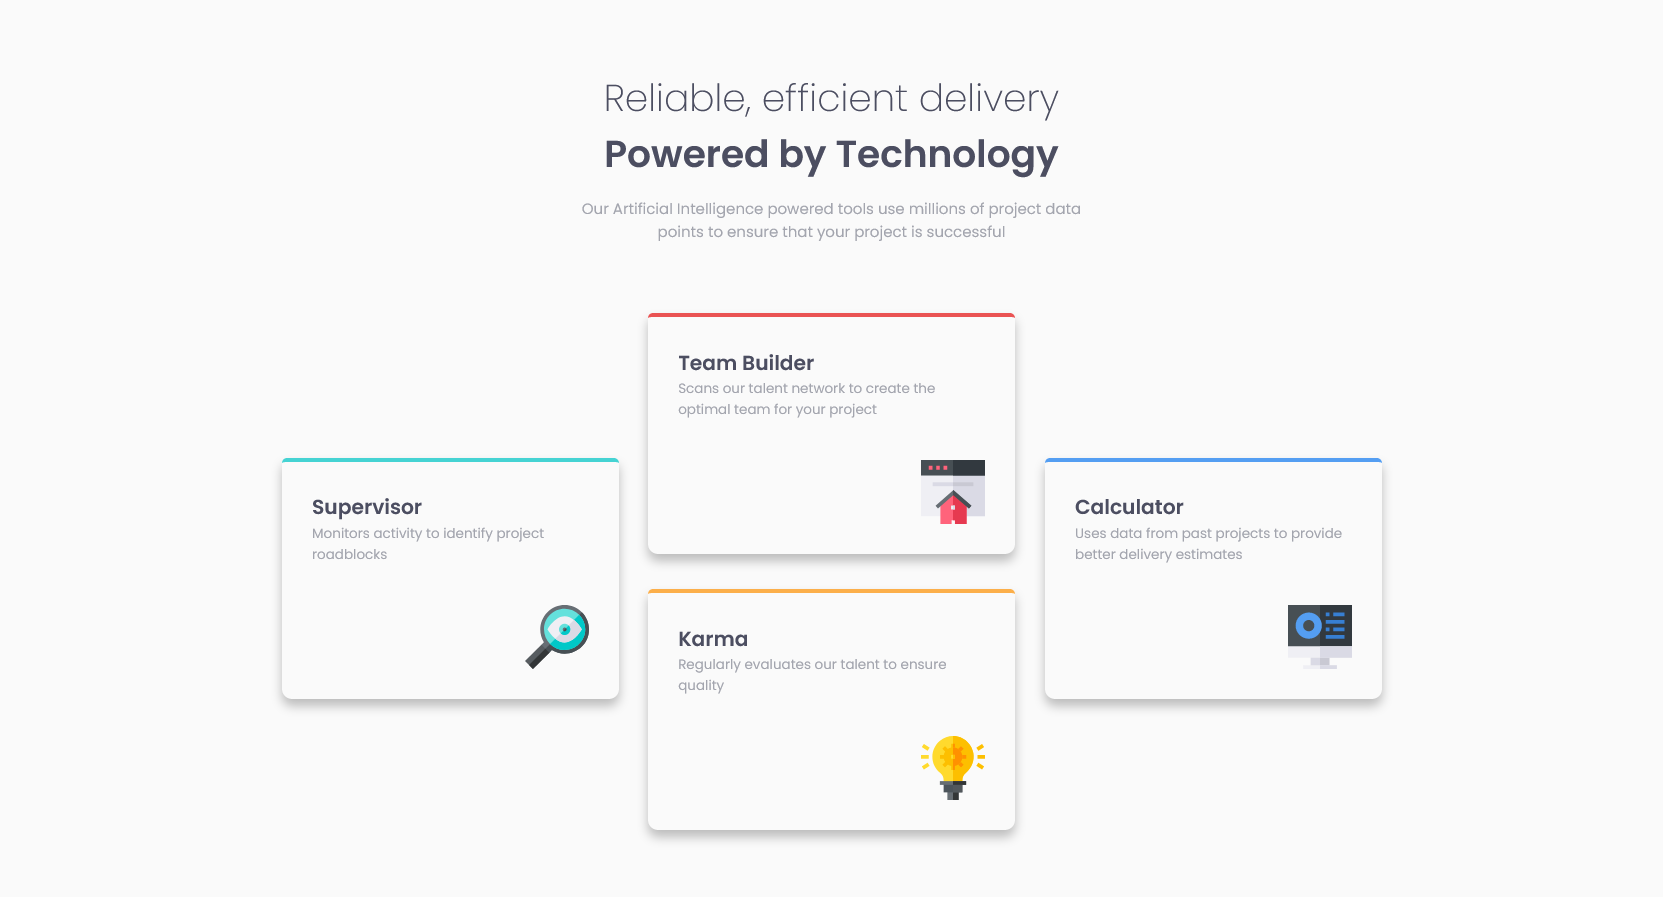 Reliable, efficient delivery
Powered by Technology
Our Artificial Intelligence powered tools use millions of project data
points to ensure that your project is successful
Supervisor
Monitors activity to identify project
roadblocks
Team Builder
Scans our talent network to create the
optimal team for your project
Karma
Regularly evaluates our talent to ensure
quality
Calculator
Uses data from past projects to provide
better delivery estimates